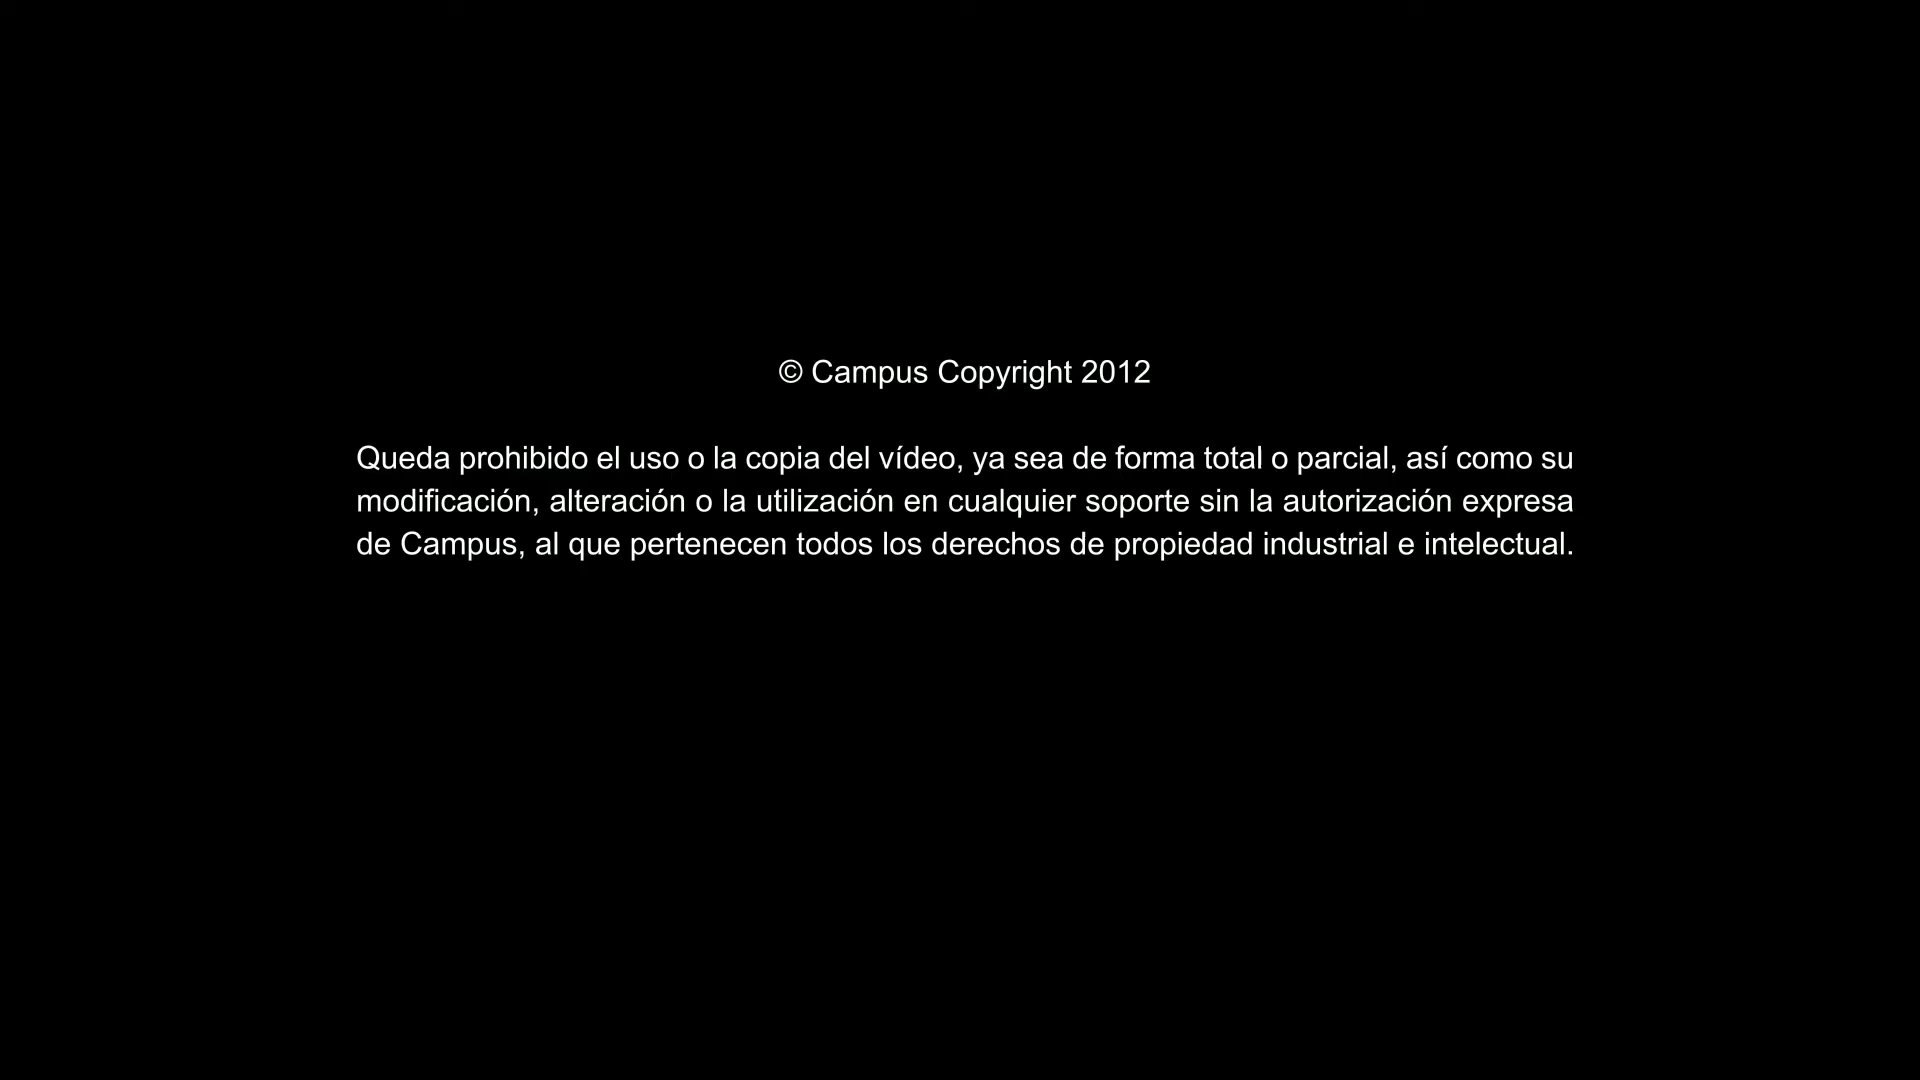 © Campus Copyright 2012
Queda prohibido el uso o la copia del vídeo, ya sea de forma total o parcial, así como su
modificación, alteración o la utilización en cualquier soporte sin la autorización expresa
de Campus, al que pertenecen todos los derechos de propiedad industrial e intelectual.